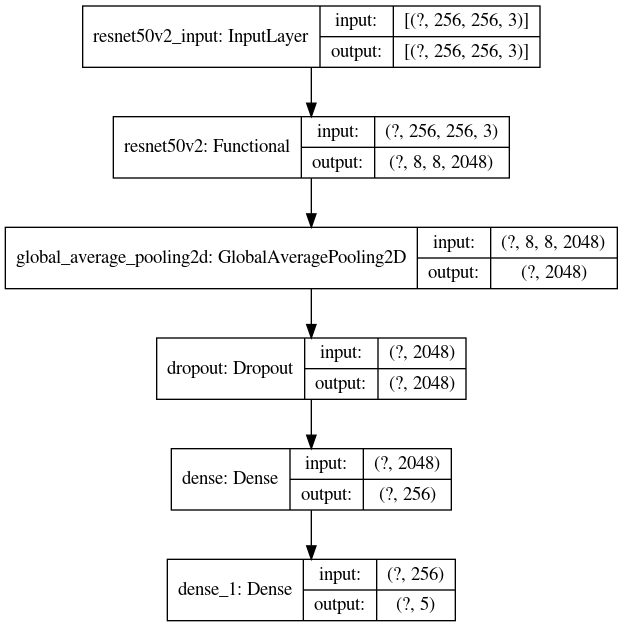 resnet50v2_input: InputLayer
input: [(?, 256, 256, 3)]
output: [(?, 256, 256, 3)]
resnet50v2: Functional
input: (?, 256, 256, 3)
output: (?, 8, 8, 2048)
global_average_pooling2d: GlobalAveragePooling2D
input: (?, 8, 8, 2048)
output: (?, 2048)
dropout: Dropout
input: (?, 2048)
output: (?, 2048)
dense: Dense
input: (?, 2048)
output: (?, 256)
dense_1: Dense
input: (?, 256)
output: (?, 5)